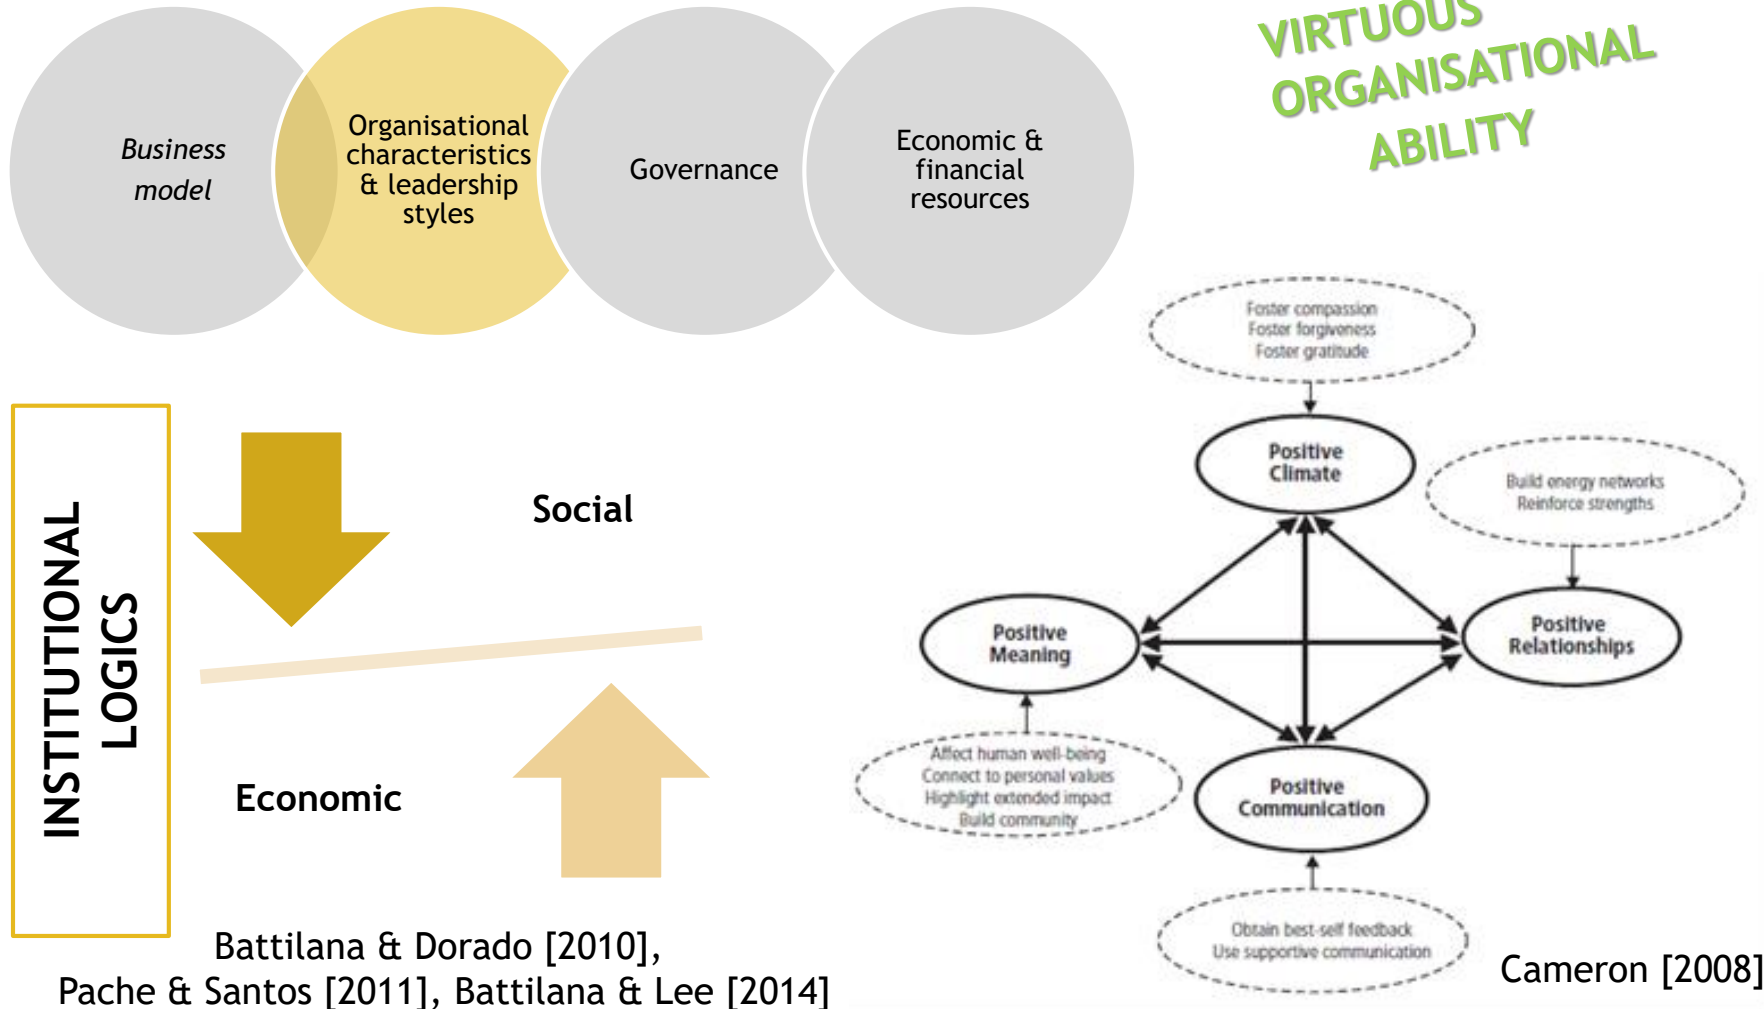 Business
model
Organisational
characteristics
& leadership
styles
Governance
Economic &
financial
resources
VIRTUOUS
ORGANISATIONAL
ABILITY
INSTITUTIONAL
LOGICS
Social
Economic
Battilana & Dorado [2010],
Pache & Santos [2011], Battilana & Lee [2014]
Foster compassion
Foster forgiveness
Foster gratitude
Positive
Climate
Build energy networks
Reinforce strengths
Positive
Meaning
Positive
Relationships
Affect human well-being
Connect to personal values
Highlight extended impact
Build community
Positive
Communication
Obtain best-self feedback
Use supportive communication
Cameron [2008]